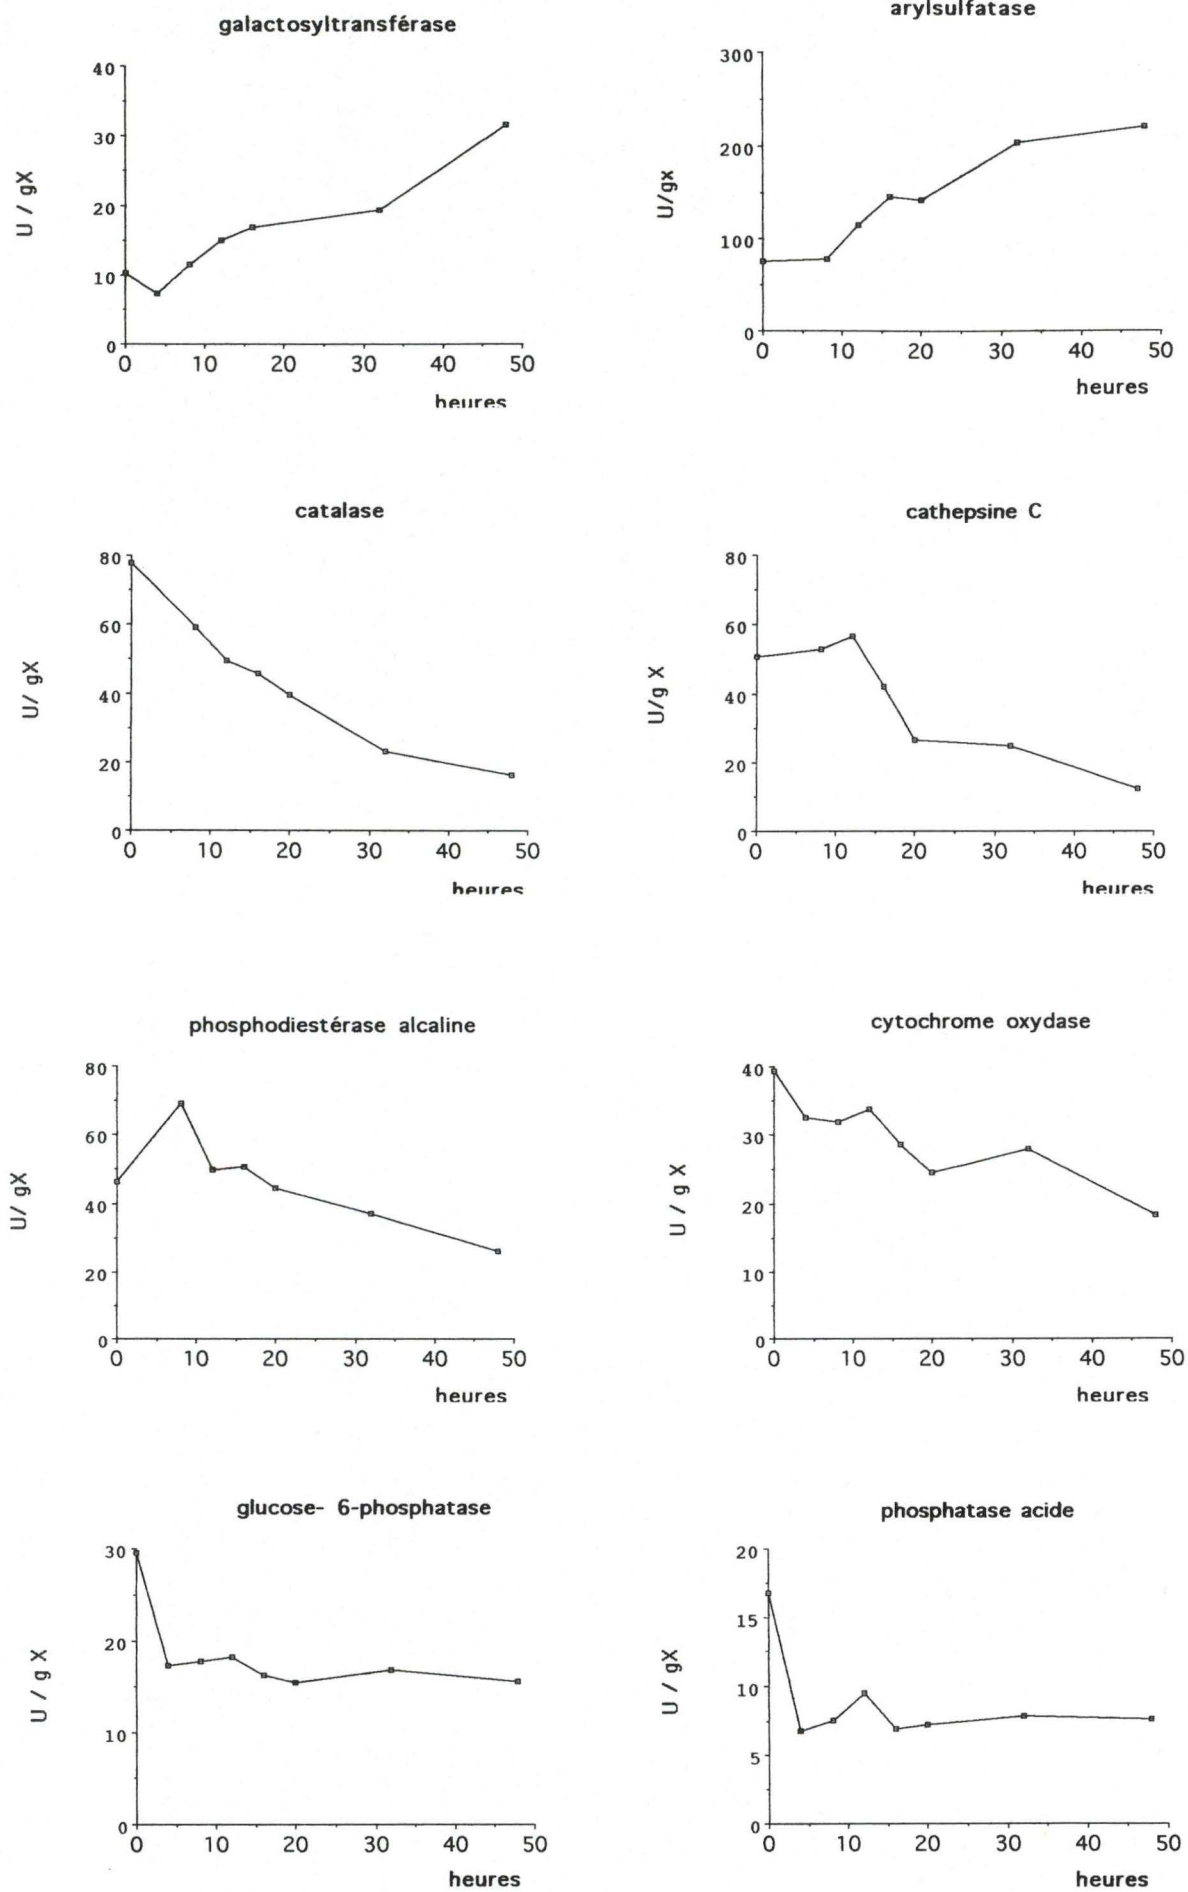 galactosyltransférase
40
30
20
10
0
U / gX
0 10 20 30 40 50
heures
arylsulfatase
300
200
100
0
U/gx
0 10 20 30 40 50
heures
catalase
80
60
40
20
0
U/ gX
0 10 20 30 40 50
heures
cathepsine C
80
60
40
20
0
U/g X
0 10 20 30 40 50
heures
phosphodiestérase alcaline
80
60
40
20
0
U/ gX
0 10 20 30 40 50
heures
cytochrome oxydase
40
30
20
10
0
U / g X
0 10 20 30 40 50
heures
glucose- 6-phosphatase
30
20
10
0
U / g X
0 10 20 30 40 50
heures
phosphatase acide
20
15
10
5
0
U / gX
0 10 20 30 40 50
heures